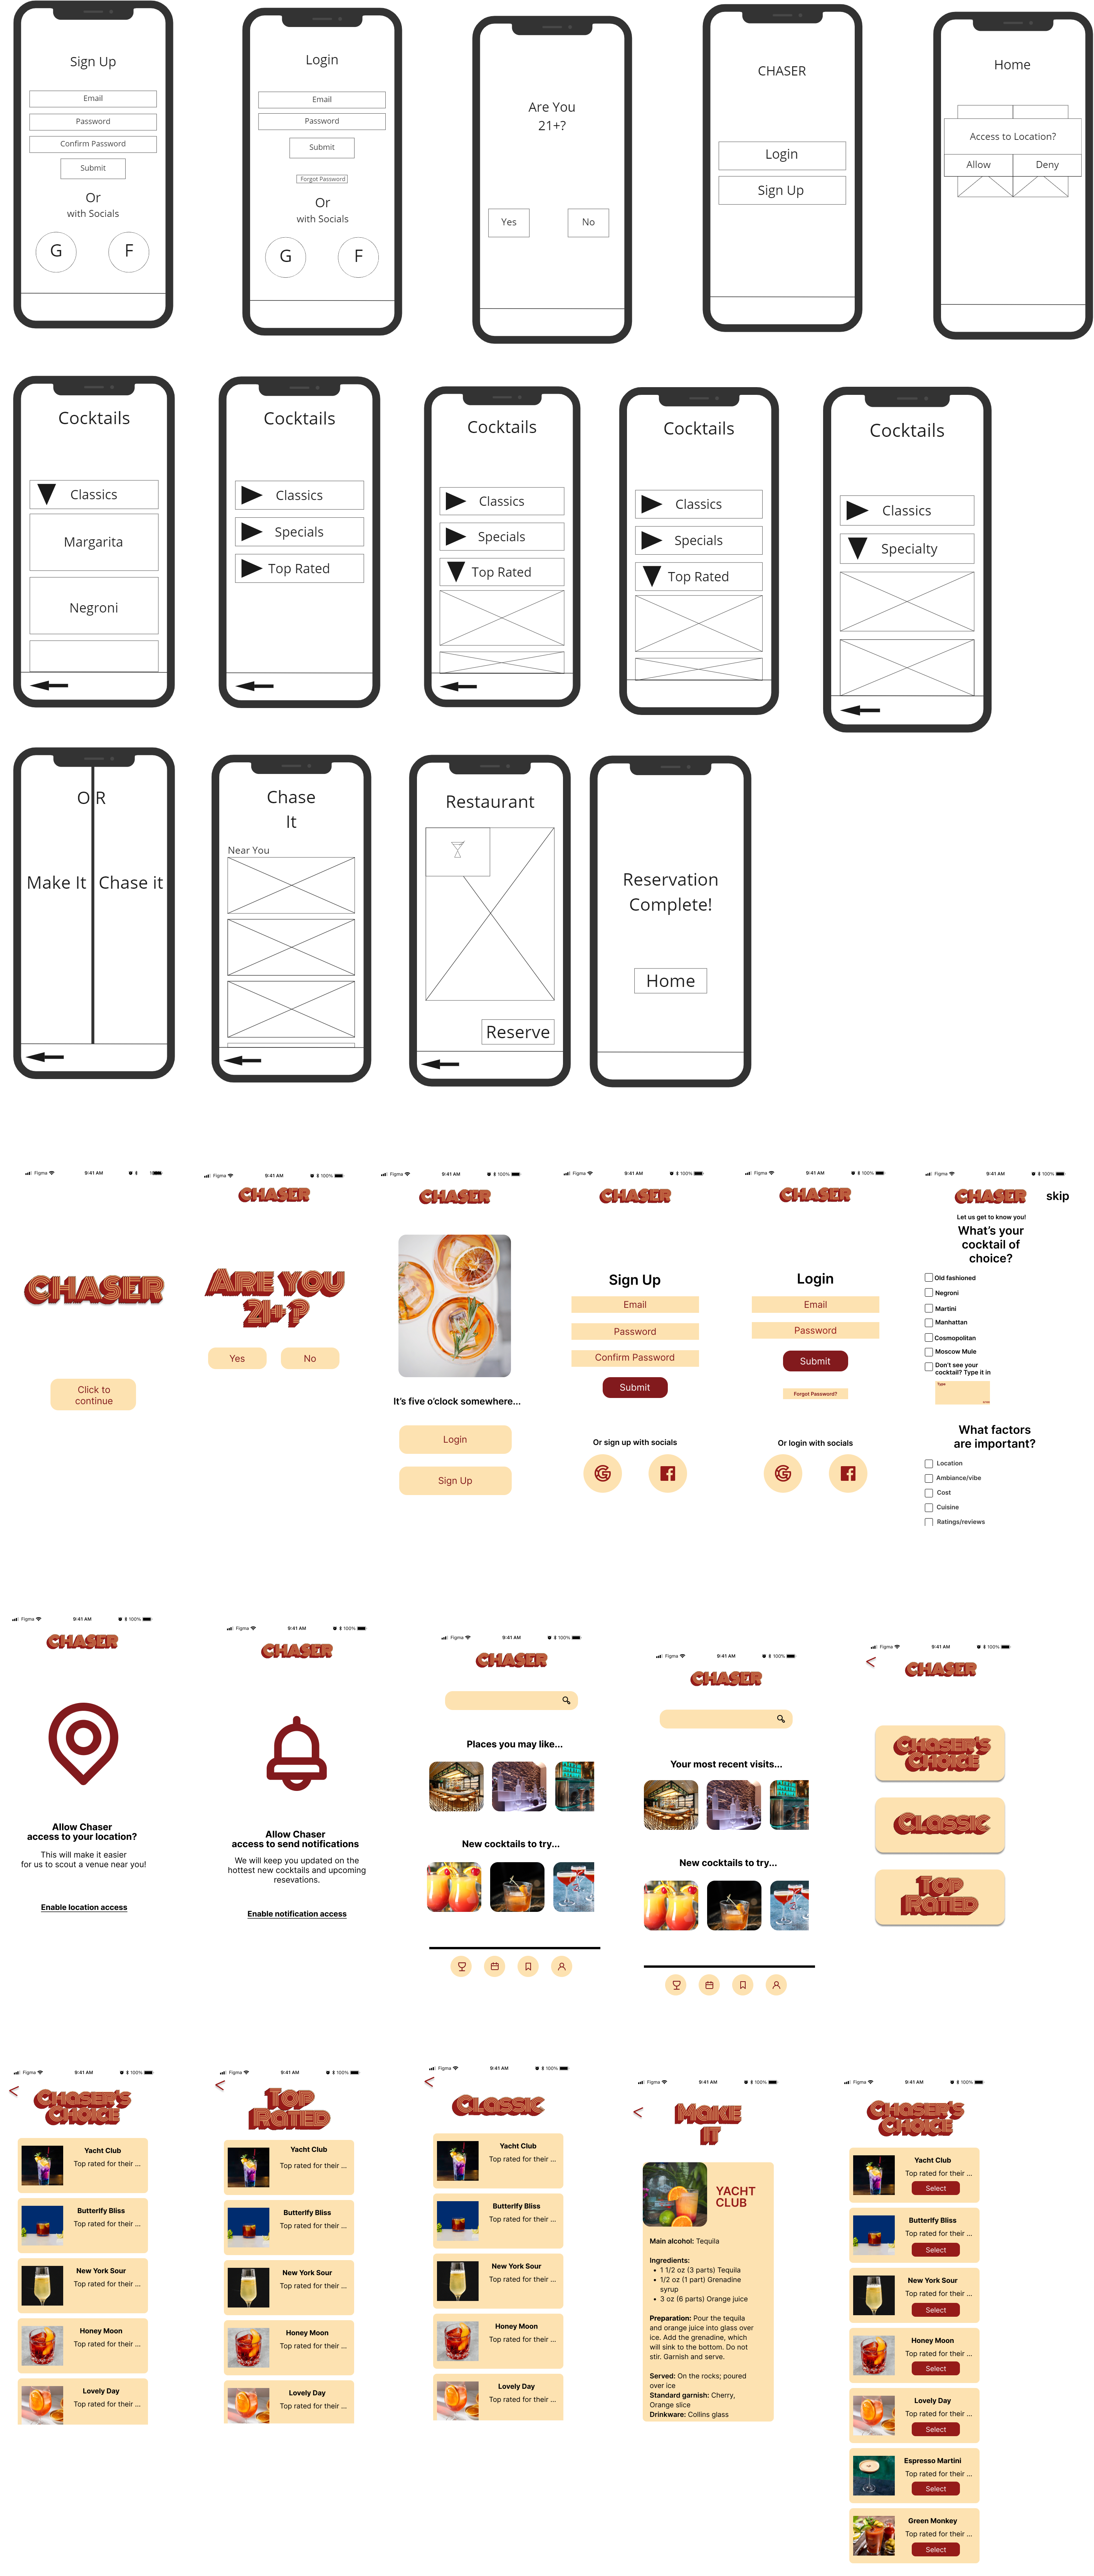 Sign Up
Email
Password
Confirm Password
Submit
Or
with Socials
G
F
Login
Email
Password
Submit
Forgot Password
Or
with Socials
G
F
Are You
21+?
Yes
No
CHASER
Login
Sign Up
Home
Access to Location?
Allow
Deny
Cocktails
Classics
Margarita
Negroni
Cocktails
Classics
Specials
Top Rated
Cocktails
Classics
Specials
Top Rated
Cocktails
Classics
Specials
Top Rated
Cocktails
Classics
Specialty
OR
Make It
Chase it
Chase
It
Near You
Restaurant
Reserve
Reservation
Complete!
Home
Figma
9:41 AM
CHASER
Click to
continue
Figma
9:41 AM
100%
CHASER
ARE YOU
21+?
Yes
No
Figma
9:41 AM
100%
CHASER
It's five o'clock somewhere...
Login
Sign Up
Figma
9:41 AM
100%
CHASER
Sign Up
Email
Password
Confirm Password
Submit
Or sign up with socials
Figma
9:41 AM
100%
CHASER
Login
Email
Password
Submit
Forgot Password?
Or login with socials
Figma
9:41 AM
100%
CHASER
skip
Let us get to know you!
What's your
cocktail of
choice?
Old fashioned
Negroni
Martini
Manhattan
Cosmopolitan
Moscow Mule
Don't see your
cocktail? Type it in
Type
What factors
are important?
Location
Ambiance/vibe
Cost
Cuisine
Ratings/reviews
Figma
9:41 AM
100%
CHASER
Allow Chaser
access to your location?
This will make it easier
for us to scout a venue near you!
Enable location access
Figma
9:41 AM
100%
CHASER
Allow Chaser
access to send notifications
We will keep you updated on the
hottest new cocktails and upcoming
resevations.
Enable notification access
Figma
9:41 AM
100%
CHASER
Places you may like...
New cocktails to try...
Figma
9:41 AM
100%
CHASER
Your most recent visits...
New cocktails to try...
Figma
9:41 AM
100%
<
CHASER
CHASER'S
CHOICE
CLASSIC
TOP
RATED
Figma
9:41 AM
100%
<
CHASER'S
CHOICE
Yacht Club
Top rated for their ...
Butterlfy Bliss
Top rated for their ...
New York Sour
Top rated for their ...
Honey Moon
Top rated for their ...
Lovely Day
Top rated for their ...
Figma
9:41 AM
100%
<
TOP
RATED
Yacht Club
Top rated for their ...
Butterlfy Bliss
Top rated for their ...
New York Sour
Top rated for their ...
Honey Moon
Top rated for their ...
Lovely Day
Top rated for their ...
Figma
9:41 AM
100%
<
CLASSIC
Yacht Club
Top rated for their ...
Butterlfy Bliss
Top rated for their ...
New York Sour
Top rated for their ...
Honey Moon
Top rated for their ...
Lovely Day
Top rated for their ...
Figma
9:41 AM
100%
<
MAKE
IT
YACHT
CLUB
Main alcohol: Tequila
Ingredients:
• 1 1/2 oz (3 parts) Tequila
• 1/2 oz (1 part) Grenadine
syrup
• 3 oz (6 parts) Orange juice
Preparation: Pour the tequila
and orange juice into glass over
ice. Add the grenadine, which
will sink to the bottom. Do not
stir. Garnish and serve.
Served: On the rocks; poured
over ice
Standard garnish: Cherry,
Orange slice
Drinkware: Collins glass
Figma
9:41 AM
100%
CHASER'S
CHOICE
Yacht Club
Top rated for their ...
Select
Butterlfy Bliss
Top rated for their ...
Select
New York Sour
Top rated for their ...
Select
Honey Moon
Top rated for their ...
Select
Lovely Day
Top rated for their ...
Select
Espresso Martini
Top rated for their ...
Select
Green Monkey
Top rated for their ...
Select